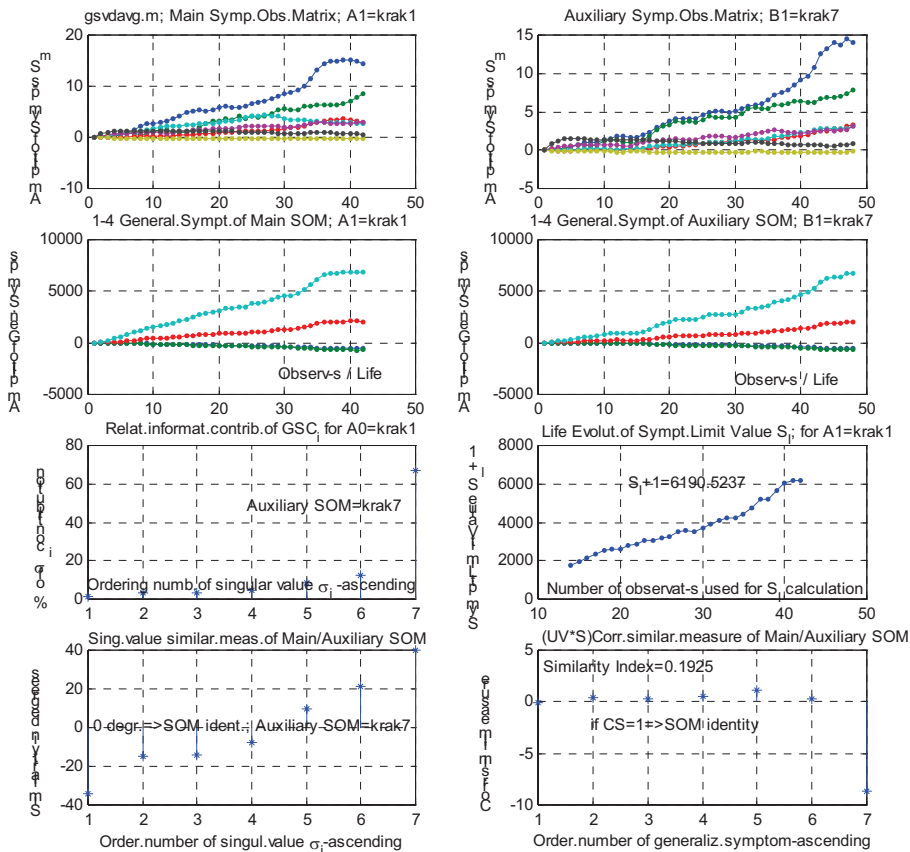 gsvdavg.m; Main Symp.Obs.Matrix; A1=krak1
20
10
0
-10
0 10 20 30 40 50
Auxiliary Symp.Obs.Matrix; B1=krak7
15
10
5
0
5
0 10 20 30 40 50
1-4 General.Sympt.of Main SOM; A1=krak1
10000
5000
0
-5000
Observ-s / Life
0 10 20 30 40 50
1-4 General.Sympt.of Auxiliary SOM; B1=krak7
10000
5000
0
-5000
Observ-s / Life
0 10 20 30 40 50
Relat.informat.contrib.of GSCi for A0=krak1
80
60
40
20
0
Auxiliary SOM=krak7
Ordering numb.of singular value σi -ascending
1 2 3 4 5 6 7
Life Evolut.of Sympt.Limit Value Sl; for A1=krak1
8000
6000
4000
2000
0
Sl+1=6190.5237
Number of observat-s used for Sl calculation
10 20 30 40 50
Sing.value similar.meas.of Main/Auxiliary SOM
40
20
0
-20
-40
0 degr.=>SOM ident.; Auxiliary SOM=krak7
1 2 3 4 5 6 7
Order.number of singul.value σi-ascending
(UV*S)Corr.similar.measure of Main/Auxiliary SOM
5
0
-5
-10
Similarity Index=0.1925
if CS=1=>SOM identity
1 2 3 4 5 6 7
Order.number of generaliz.symptom-ascending